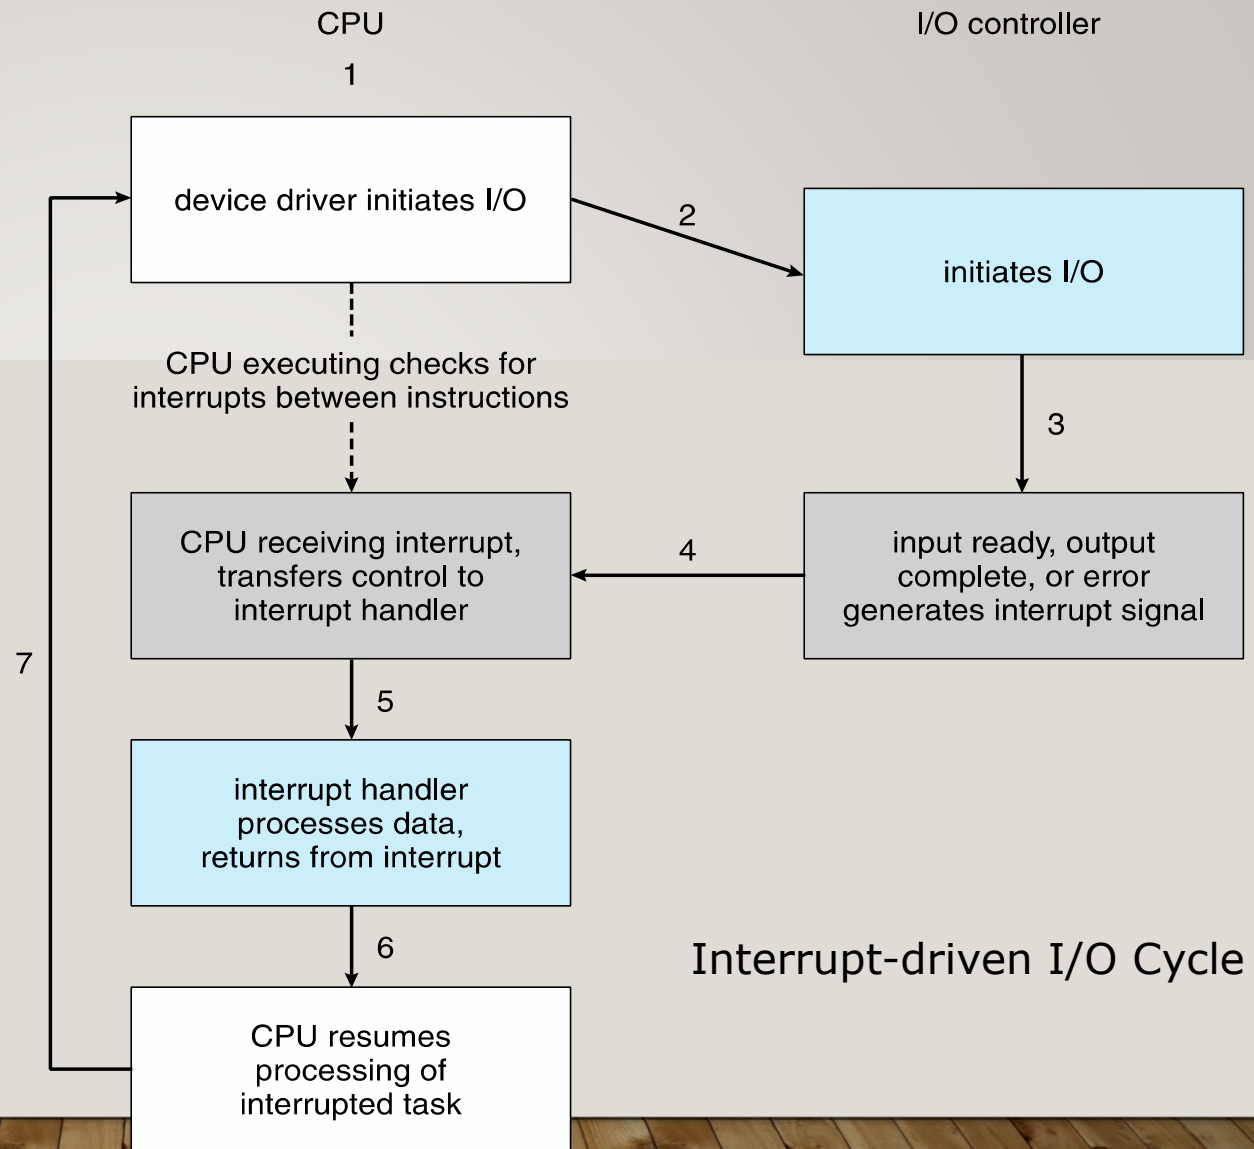 CPU
I/O controller
1
device driver initiates I/O
2
initiates I/O
CPU executing checks for
interrupts between instructions
3
CPU receiving interrupt,
transfers control to
interrupt handler
4
input ready, output
complete, or error
generates interrupt signal
7
5
interrupt handler
processes data,
returns from interrupt
6
Interrupt-driven I/O Cycle
CPU resumes
processing of
interrupted task